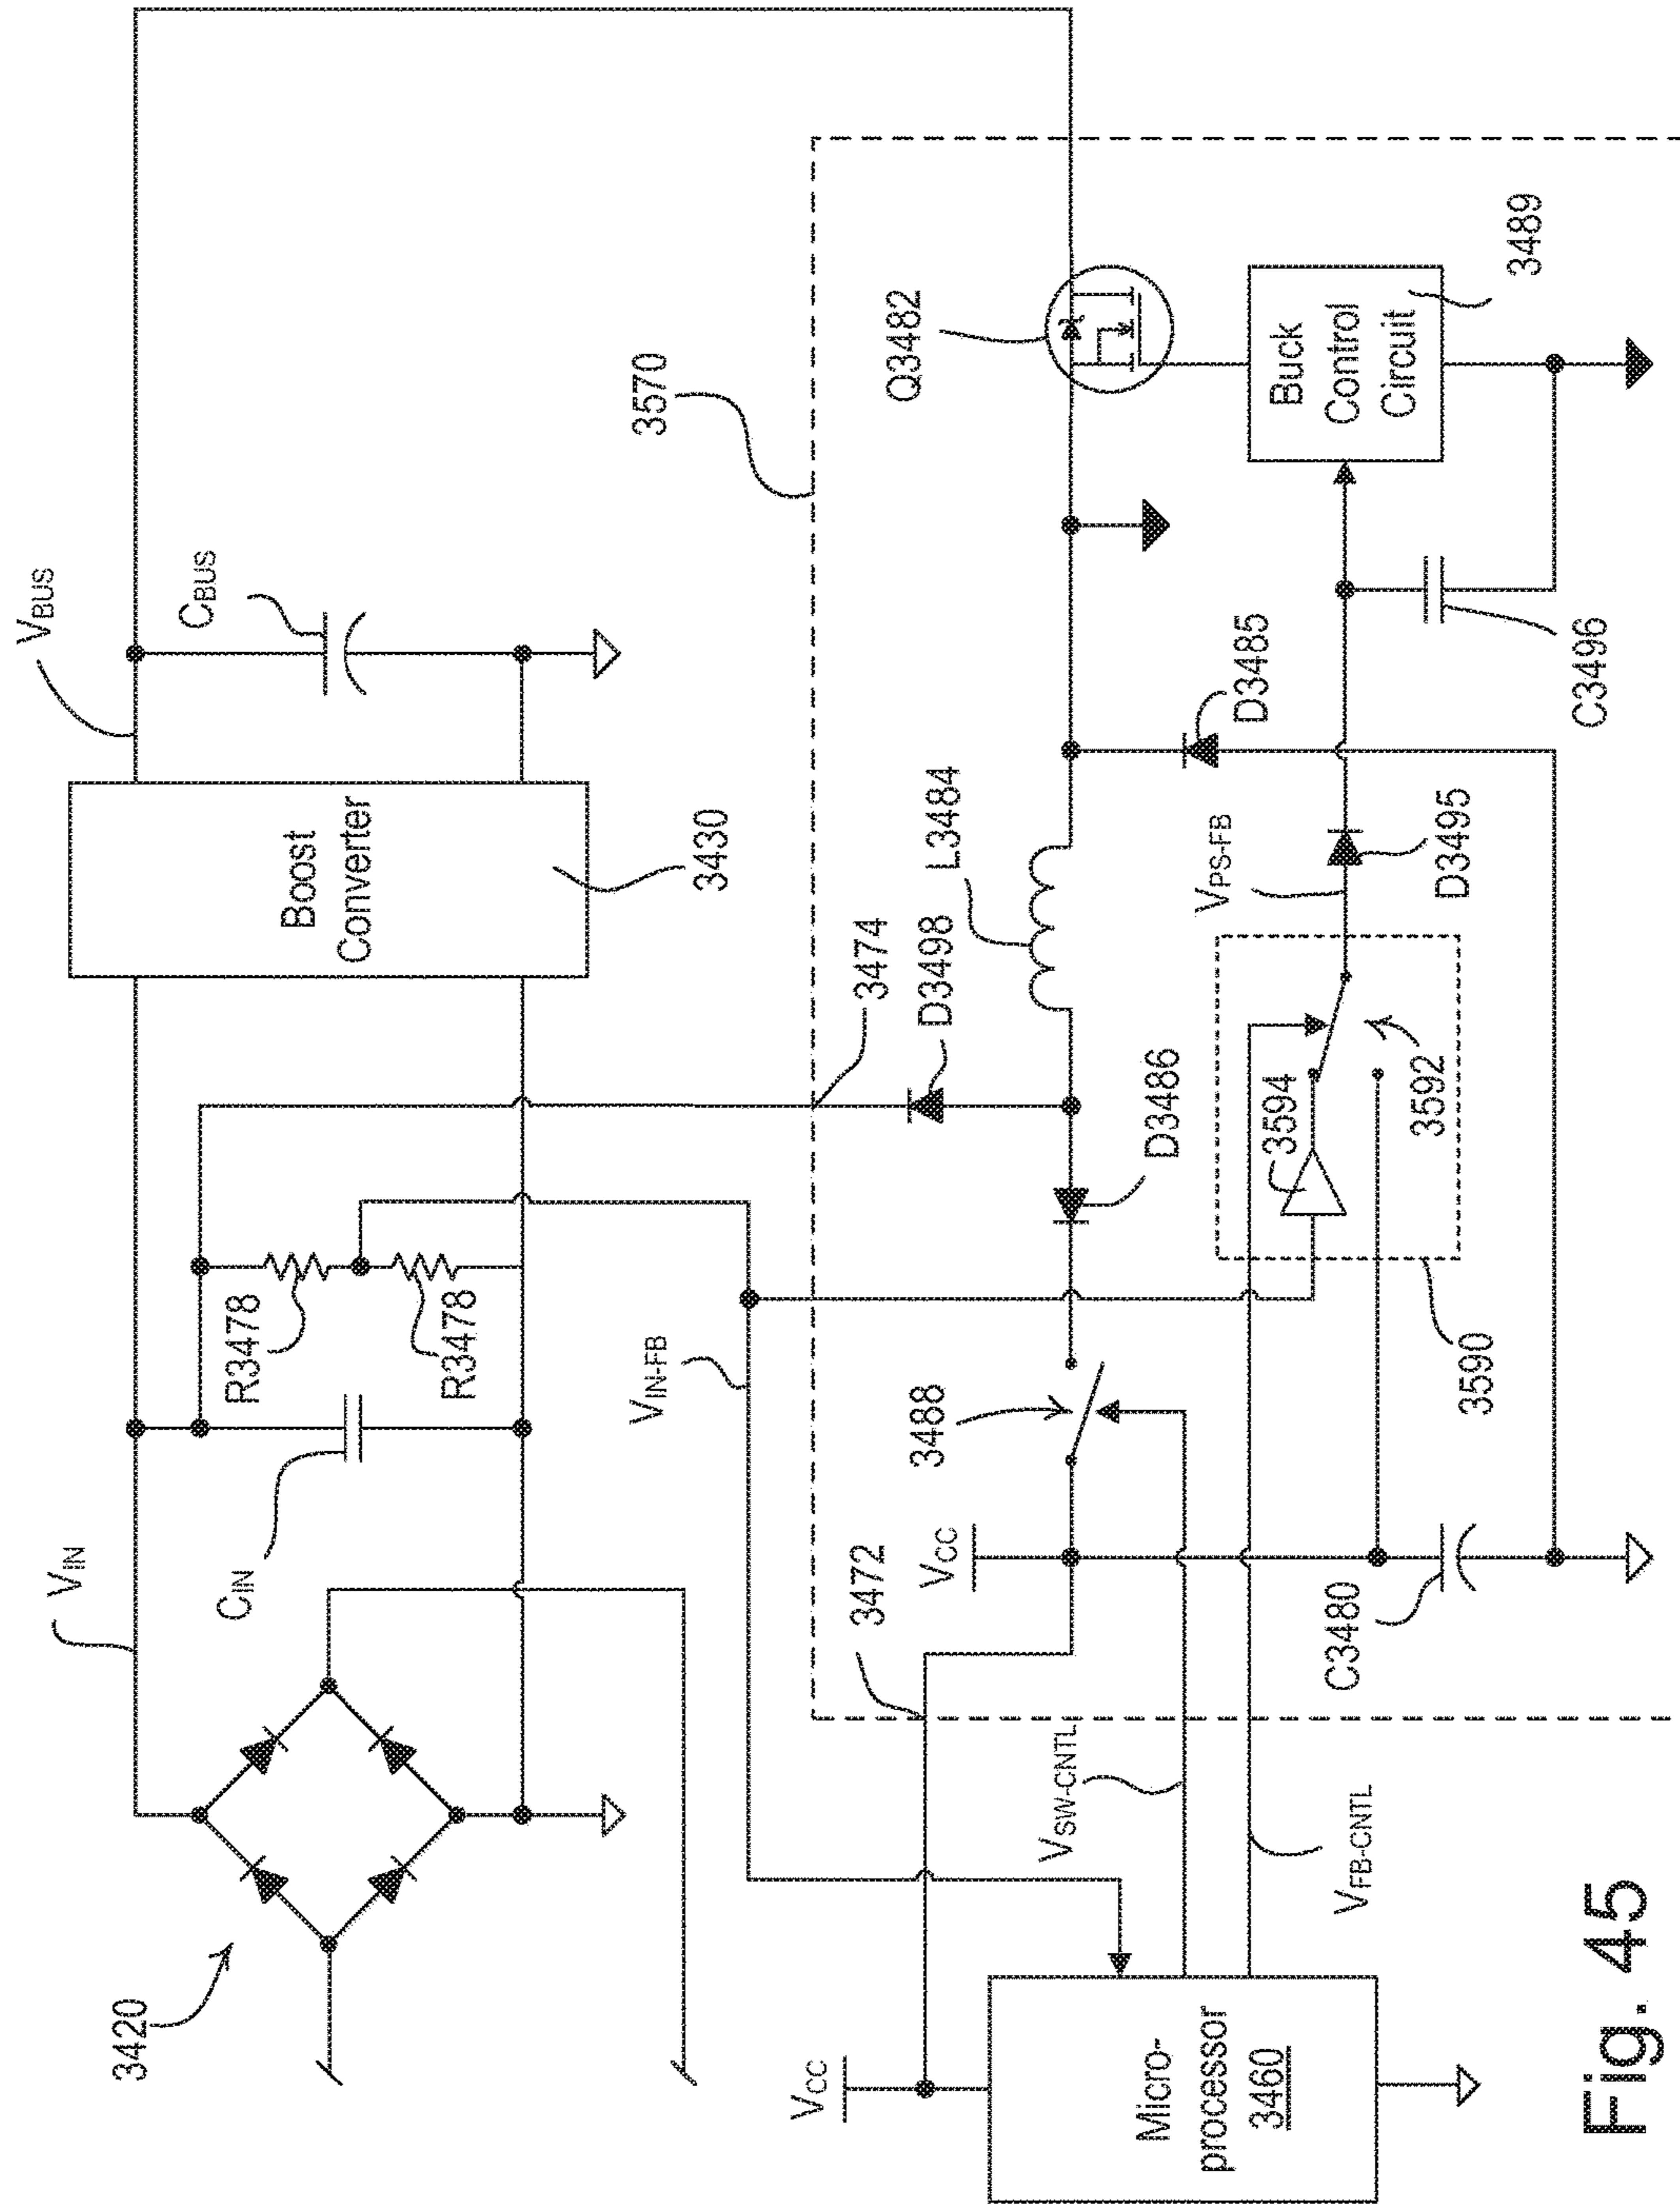 3420
V_IN
C_IN
R3478
R3478
Boost
Converter
3430
V_BUS
C_BUS
V_IN-FB
3474
D3498
L3484
3570
Q3482
3472
V_CC
3488
D3486
V_CC
Micro-
processor
3460
V_SW-CNTL
V_FB-CNTL
C3480
3590
3594
3592
V_PS-FB
D3495
D3485
C3496
Buck
Control
Circuit
3489
Fig. 45